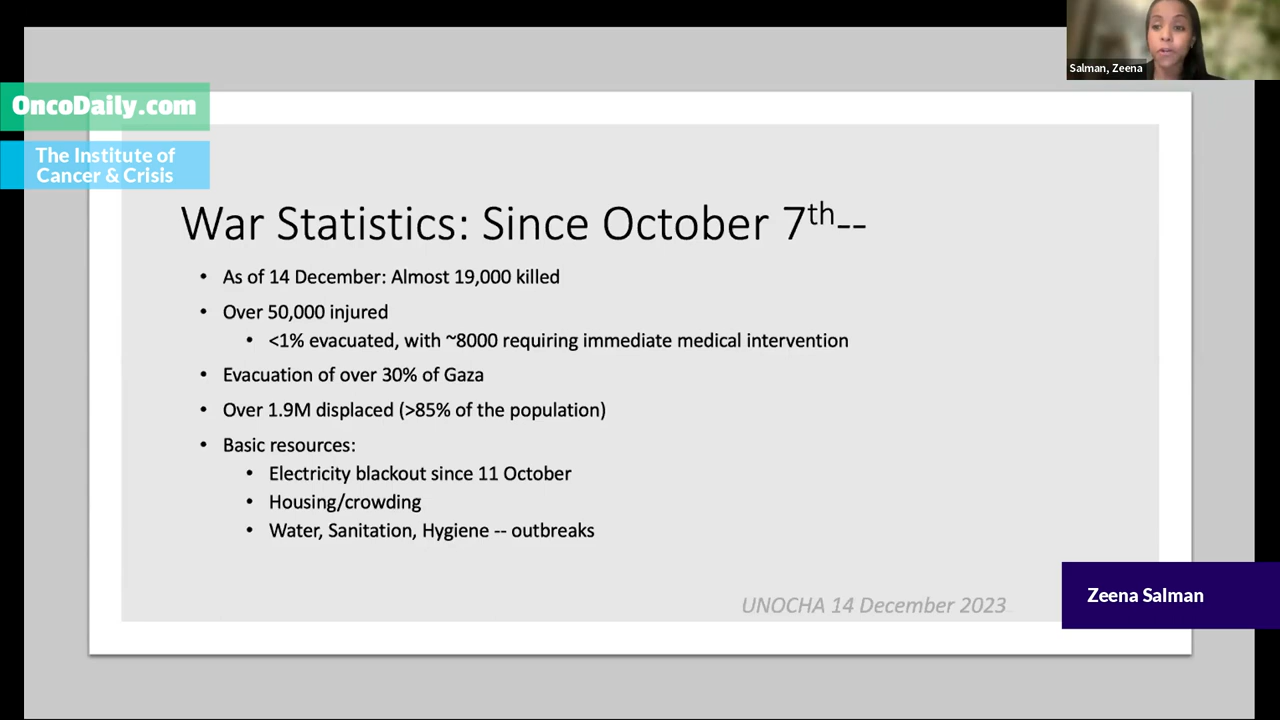 Salman, Zeena
OncoDaily.com
The Institute of
Cancer & Crisis
War Statistics: Since October 7th--
• As of 14 December: Almost 19,000 killed
• Over 50,000 injured
• <1% evacuated, with ~8000 requiring immediate medical intervention
• Evacuation of over 30% of Gaza
• Over 1.9M displaced (>85% of the population)
• Basic resources:
• Electricity blackout since 11 October
• Housing/crowding
• Water, Sanitation, Hygiene -- outbreaks
UNOCHA 14 December 2023
Zeena Salman